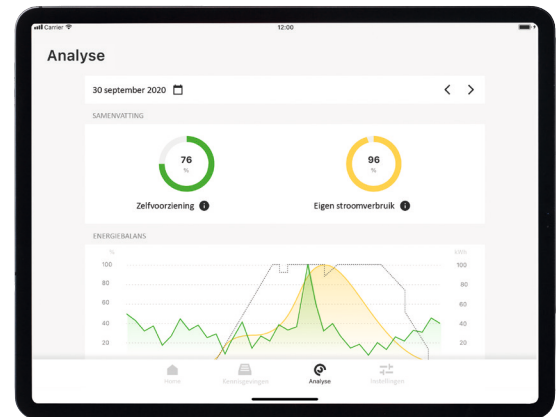 Carrier
12:00
Analyse
30 september 2020
SAMENVATTING
76
%
96
%
Zelfvoorziening
Eigen stroomverbruik
ENERGIEBALANS
%
kWh
100
100
80
80
60
60
40
40
20
20
Home
Analyse
Instellingen